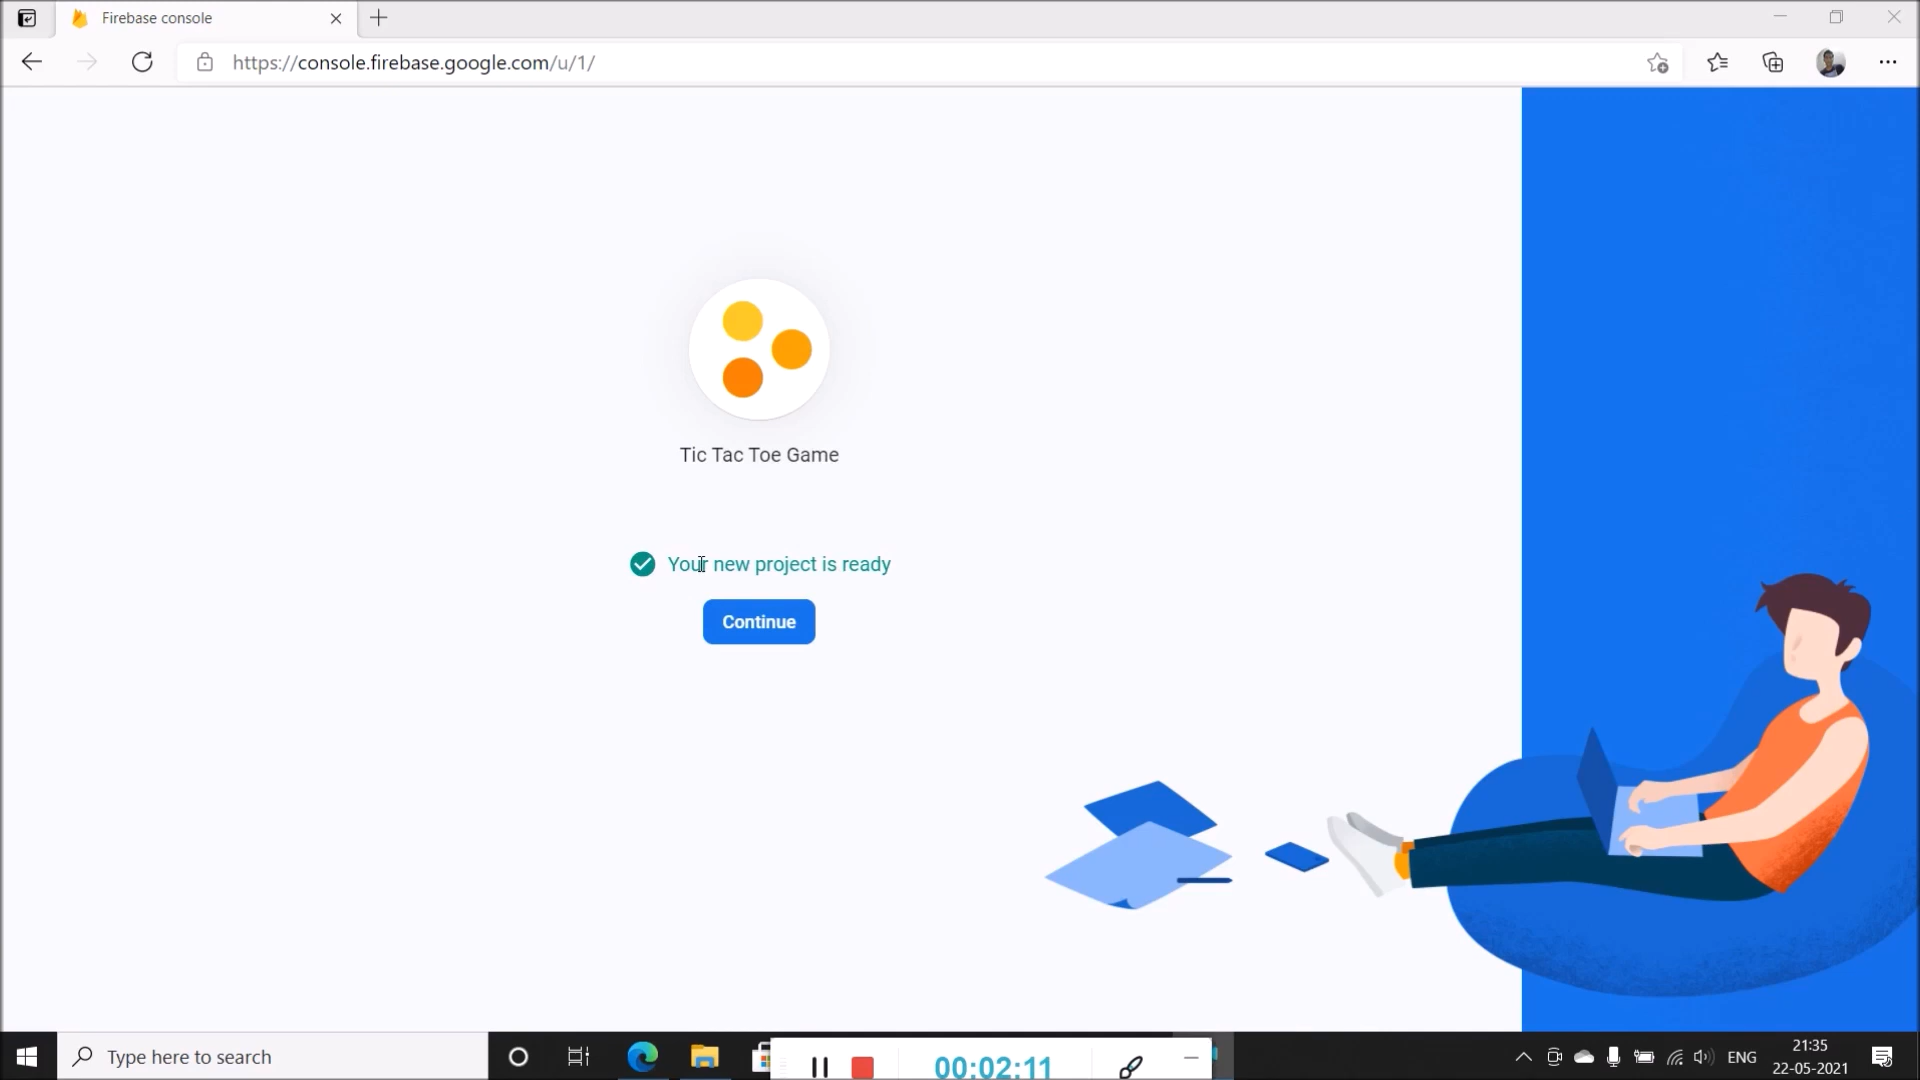 Firebase console
https://console.firebase.google.com/u/1/
Tic Tac Toe Game
Your new project is ready
Continue
Type here to search
00:02:11
ENG
21:35
22-05-2021